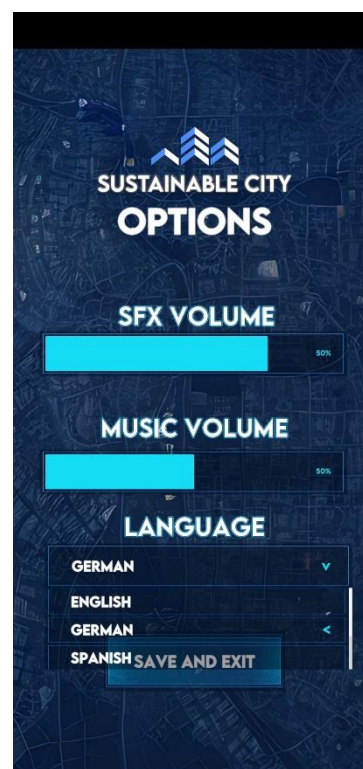 SUSTAINABLE CITY
OPTIONS
SFX VOLUME
50%
MUSIC VOLUME
50%
LANGUAGE
GERMAN v
ENGLISH
GERMAN <
SPANISH
SAVE AND EXIT